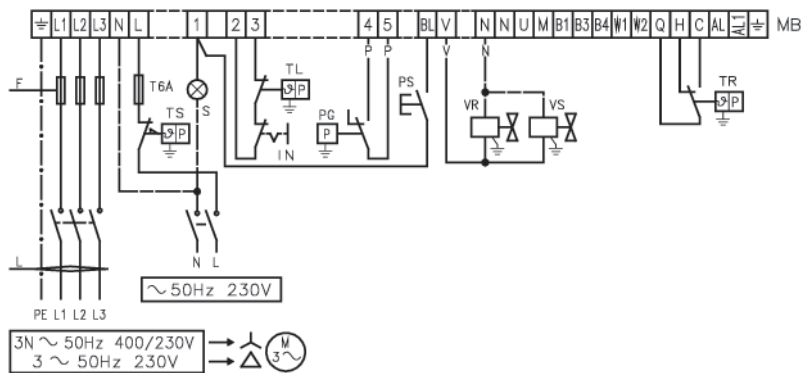 L1 L2 L3 N L 1 2 3 4 5 BL V N N U M B1 B3 B4 W1 W2 Q H C AL AL1 MB
P P V N
F T6A TL PS TR
S ϑ P ϑ P
TS PG VR VS
ϑ P P
IN
L N L
~ 50Hz 230V
PE L1 L2 L3
3N ~ 50Hz 400/230V M
3 ~ 50Hz 230V 3~